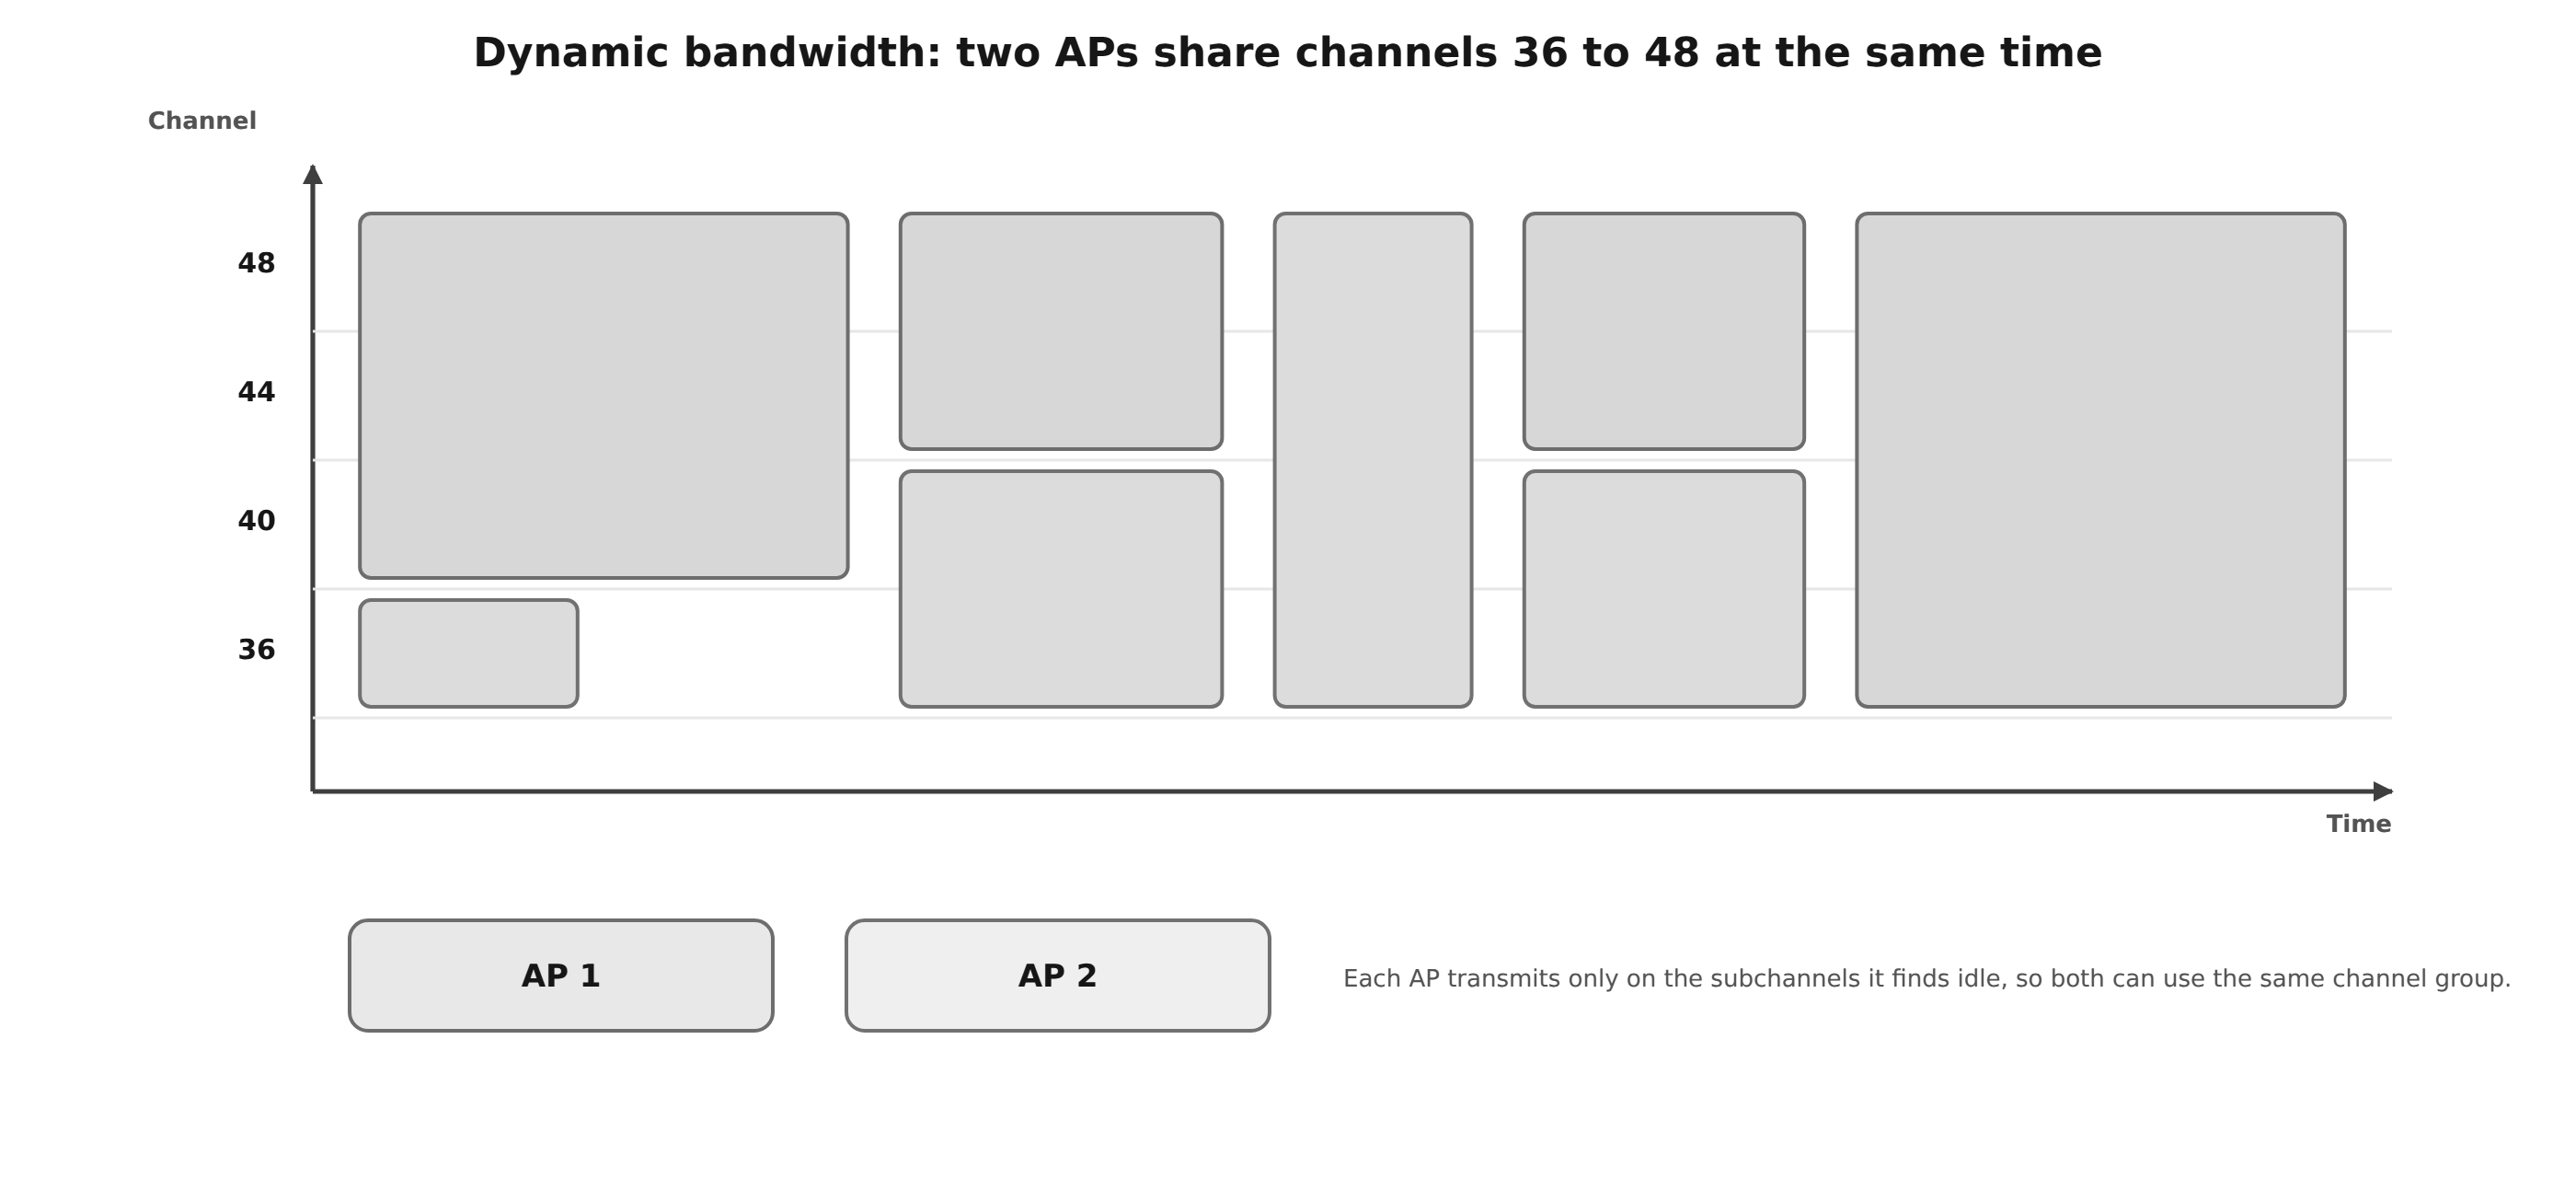 Dynamic bandwidth: two APs share channels 36 to 48 at the same time
Channel
48
44
40
36
Time
AP 1
AP 2
Each AP transmits only on the subchannels it finds idle, so both can use the same channel group.